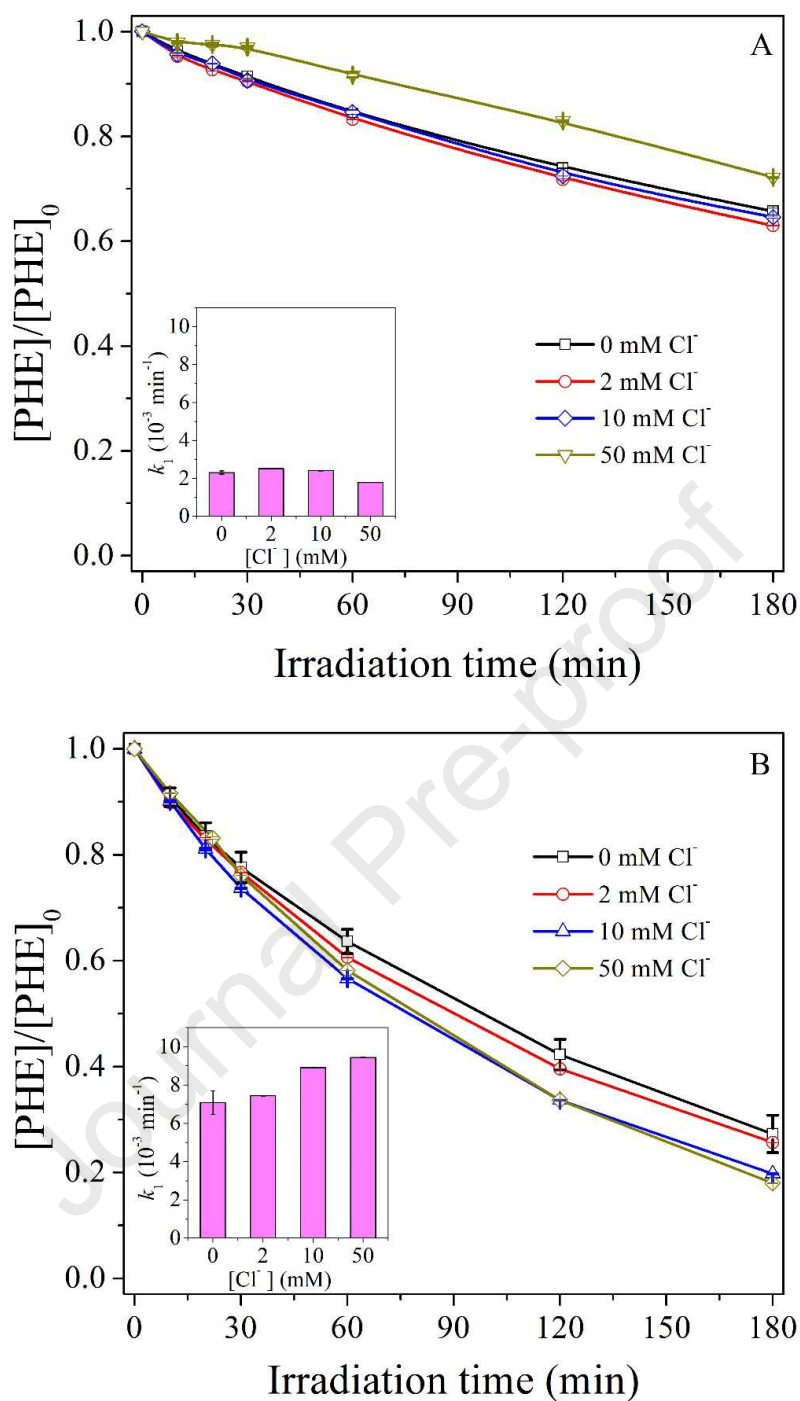 A
[PHE]/[PHE]₀
1.0
0.8
0.6
0.4
0.2
0.0
0 mM Cl⁻
2 mM Cl⁻
10 mM Cl⁻
50 mM Cl⁻
k₁ (10⁻³ min⁻¹)
10
8
6
4
2
0
0 2 10 50
[Cl⁻] (mM)
0 30 60 90 120 150 180
Irradiation time (min)
Journal Pre-proof
B
[PHE]/[PHE]₀
1.0
0.8
0.6
0.4
0.2
0.0
0 mM Cl⁻
2 mM Cl⁻
10 mM Cl⁻
50 mM Cl⁻
k₁ (10⁻³ min⁻¹)
10
8
6
4
2
0
0 2 10 50
[Cl⁻] (mM)
0 30 60 90 120 150 180
Irradiation time (min)